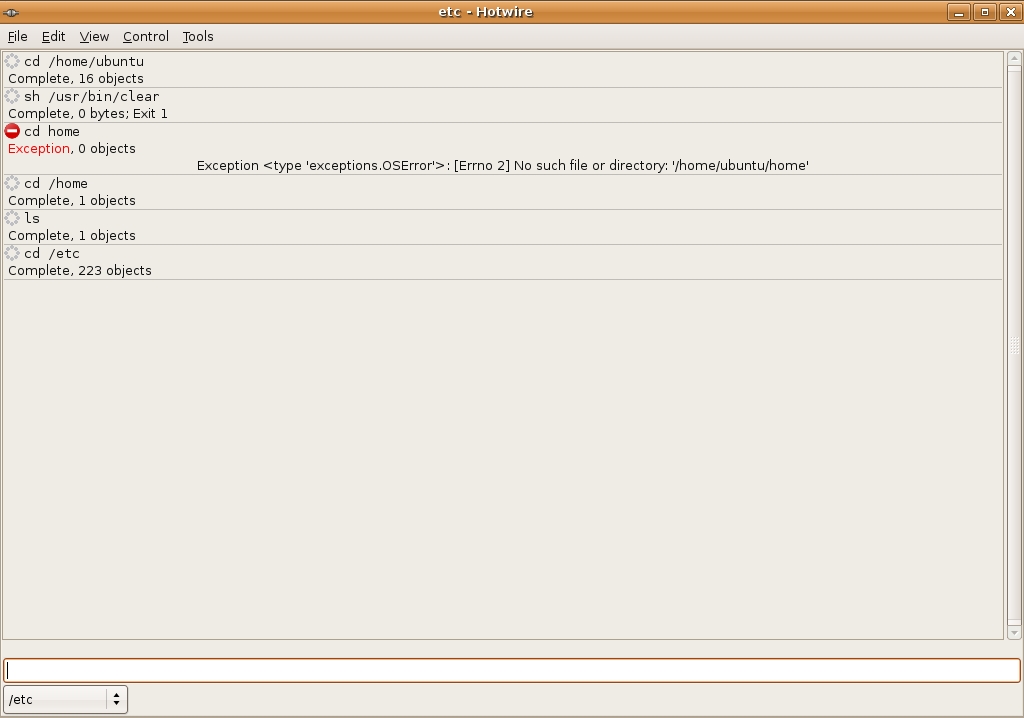 etc - Hotwire
File Edit View Control Tools
cd /home/ubuntu
Complete, 16 objects
sh /usr/bin/clear
Complete, 0 bytes; Exit 1
cd home
Exception, 0 objects
Exception <type 'exceptions.OSError'>: [Errno 2] No such file or directory: '/home/ubuntu/home'
cd /home
Complete, 1 objects
ls
Complete, 1 objects
cd /etc
Complete, 223 objects
/etc